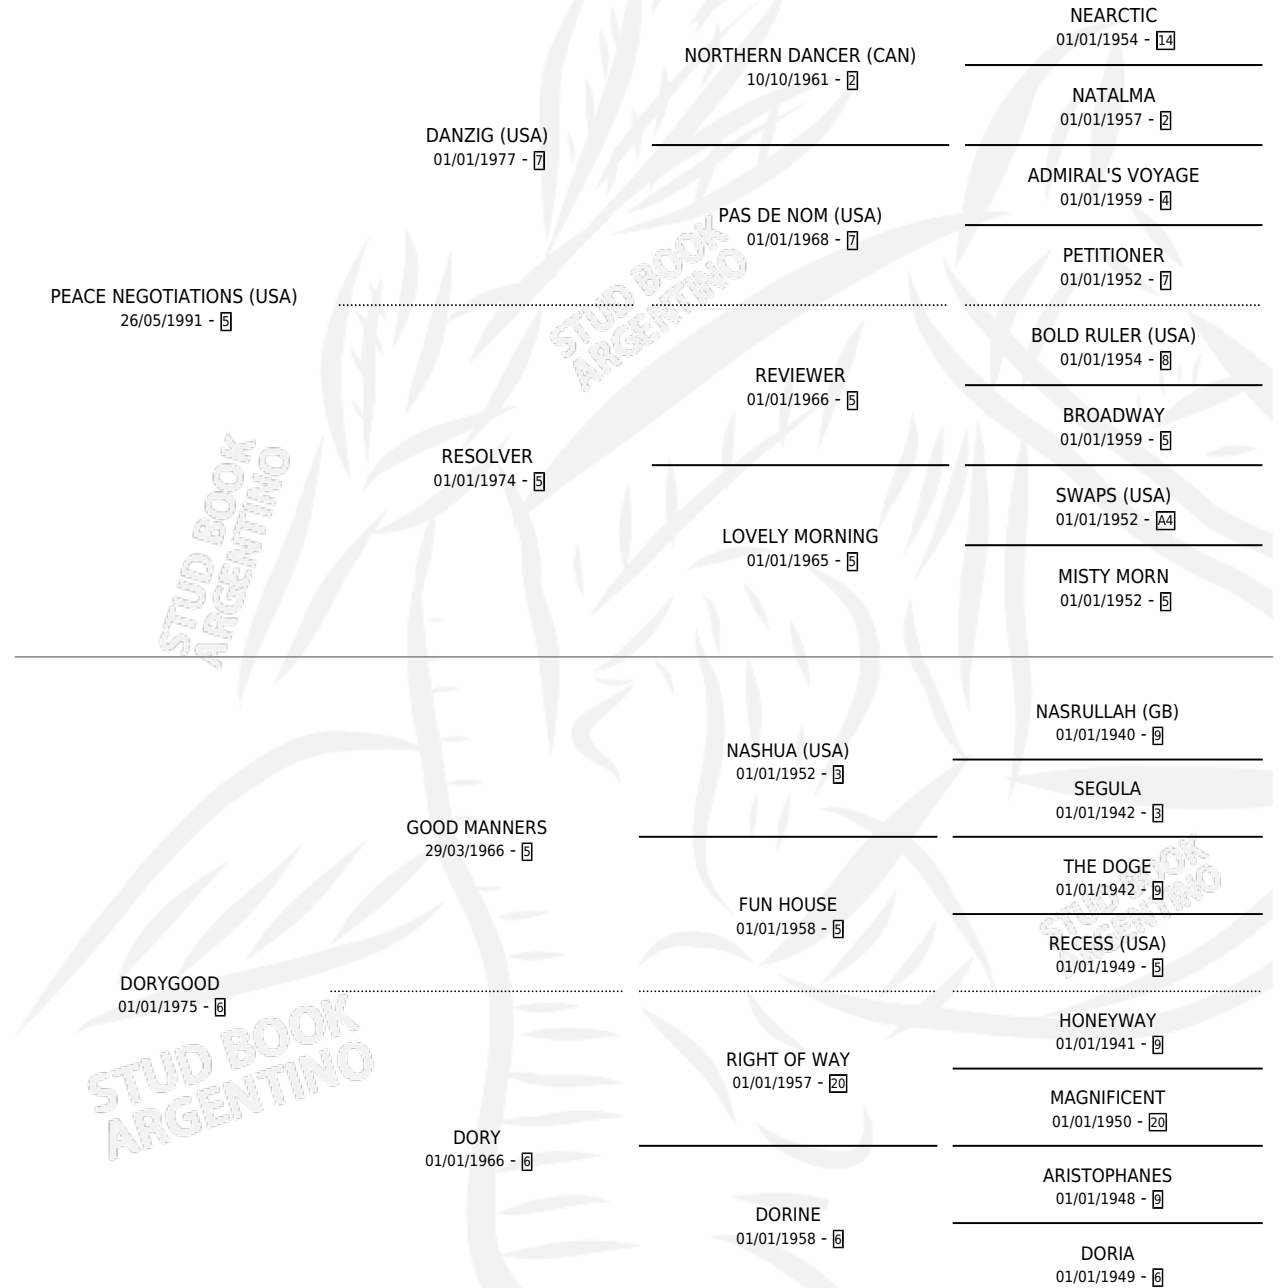 NEARCTIC
01/01/1954 - 14
NORTHERN DANCER (CAN)
10/10/1961 - 2
NATALMA
01/01/1957 - 2
DANZIG (USA)
01/01/1977 - 7
ADMIRAL'S VOYAGE
01/01/1959 - 4
PAS DE NOM (USA)
01/01/1968 - 7
PETITIONER
01/01/1952 - 7
PEACE NEGOTIATIONS (USA)
26/05/1991 - 5
BOLD RULER (USA)
01/01/1954 - 8
REVIEWER
01/01/1966 - 5
BROADWAY
01/01/1959 - 5
RESOLVER
01/01/1974 - 5
SWAPS (USA)
01/01/1952 - A4
LOVELY MORNING
01/01/1965 - 5
MISTY MORN
01/01/1952 - 5
NASRULLAH (GB)
01/01/1940 - 9
NASHUA (USA)
01/01/1952 - 3
SEGULA
01/01/1942 - 3
GOOD MANNERS
29/03/1966 - 5
THE DOGE
01/01/1942 - 9
FUN HOUSE
01/01/1958 - 5
RECESS (USA)
01/01/1949 - 5
DORYGOOD
01/01/1975 - 6
HONEYWAY
01/01/1941 - 9
RIGHT OF WAY
01/01/1957 - 20
MAGNIFICENT
01/01/1950 - 20
DORY
01/01/1966 - 6
ARISTOPHANES
01/01/1948 - 9
DORINE
01/01/1958 - 6
DORIA
01/01/1949 - 6
STUD BOOK
ARGENTINO
STUD BOOK
ARGENTINO
STUD BOOK
ARGENTINO
STUD BOOK
ARGENTINO